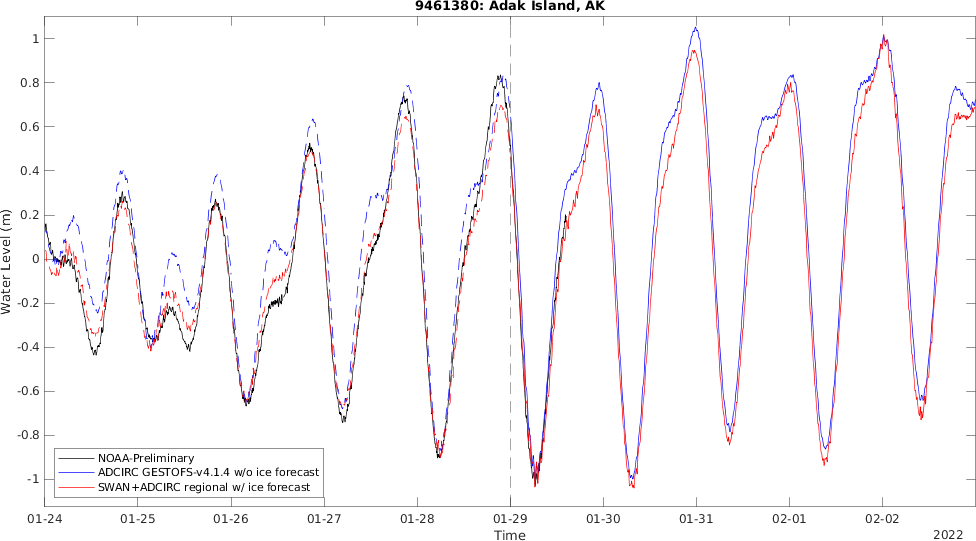 9461380: Adak Island, AK
Water Level (m)
1
0.8
0.6
0.4
0.2
0
-0.2
-0.4
-0.6
-0.8
-1
NOAA-Preliminary
ADCIRC GESTOFS-v4.1.4 w/o ice forecast
SWAN+ADCIRC regional w/ ice forecast
01-24 01-25 01-26 01-27 01-28 01-29 01-30 01-31 02-01 02-02
Time
2022